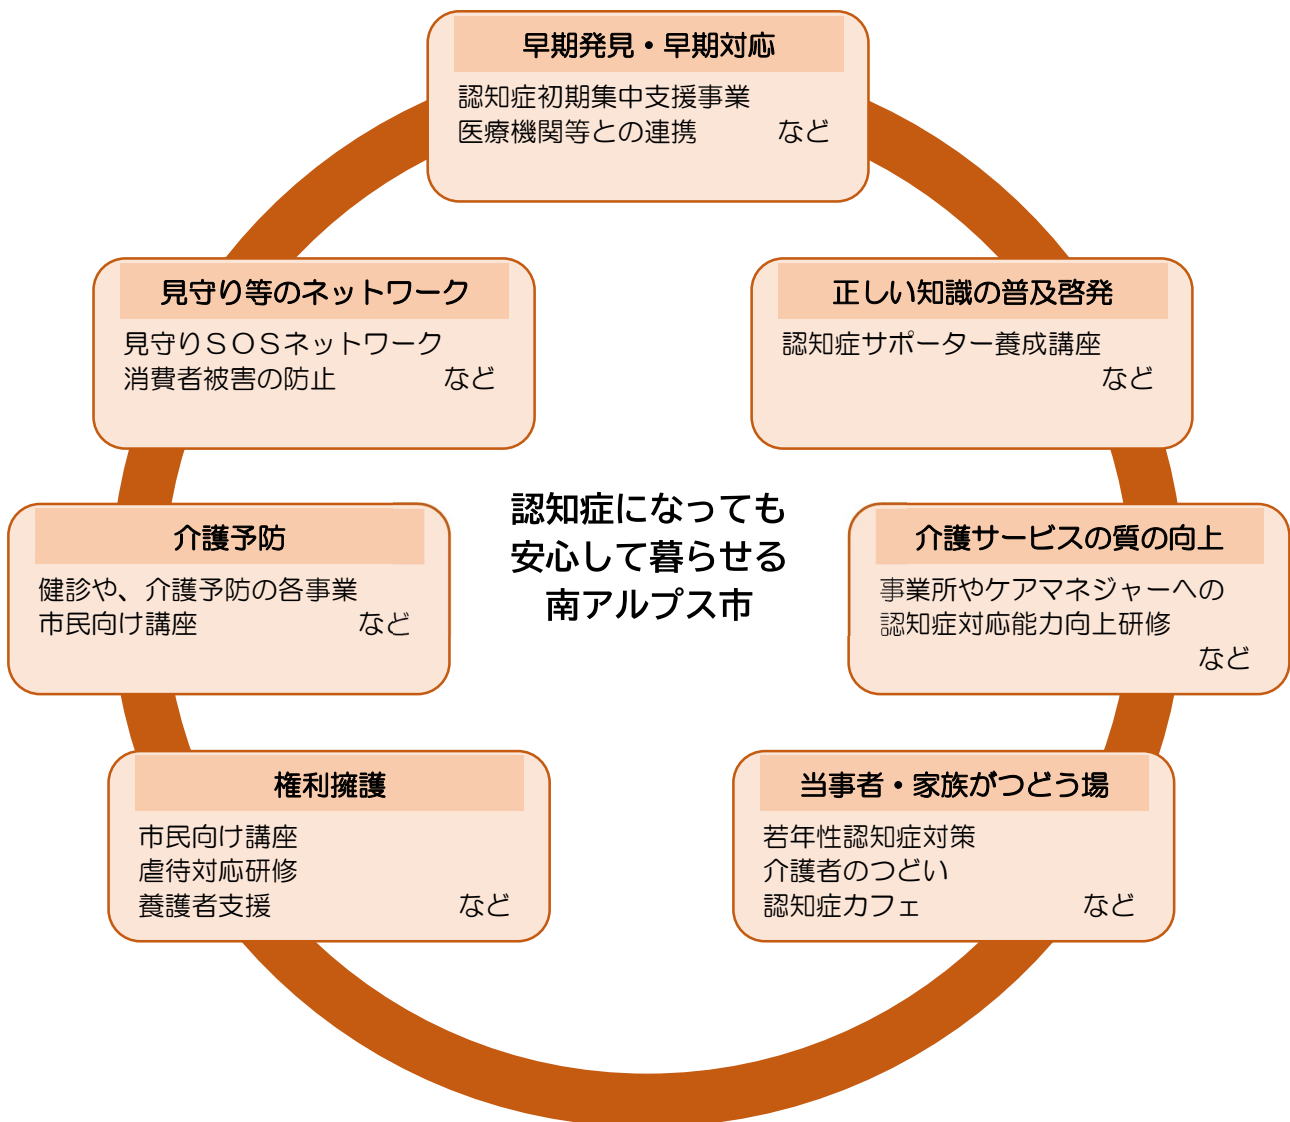 早期発見・早期対応
認知症初期集中支援事業
医療機関等との連携　　　など
見守り等のネットワーク
見守りＳＯＳネットワーク
消費者被害の防止　　　　など
正しい知識の普及啓発
認知症サポーター養成講座
など
認知症になっても
安心して暮らせる
南アルプス市
介護予防
健診や、介護予防の各事業
市民向け講座　　　　　　など
介護サービスの質の向上
事業所やケアマネジャーへの
認知症対応能力向上研修
など
権利擁護
市民向け講座
虐待対応研修
養護者支援　　　　　　　など
当事者・家族がつどう場
若年性認知症対策
介護者のつどい
認知症カフェ　　　　　　など